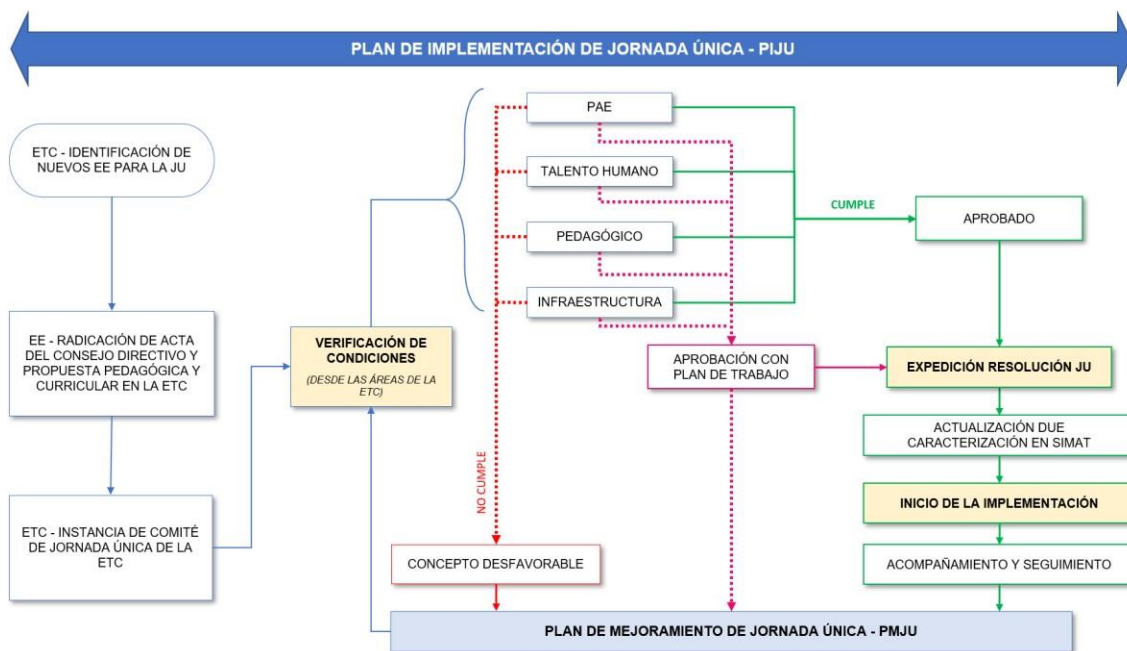 PLAN DE IMPLEMENTACIÓN DE JORNADA ÚNICA - PIJU
ETC - IDENTIFICACIÓN DE
NUEVOS EE PARA LA JU
EE - RADICACIÓN DE ACTA
DEL CONSEJO DIRECTIVO Y
PROPUESTA PEDAGÓGICA Y
CURRICULAR EN LA ETC
ETC - INSTANCIA DE COMITÉ
DE JORNADA ÚNICA DE LA
ETC
VERIFICACIÓN DE
CONDICIONES
(DESDE LAS ÁREAS DE LA
ETC)
PAE
TALENTO HUMANO
PEDAGÓGICO
INFRAESTRUCTURA
NO CUMPLE
CONCEPTO DESFAVORABLE
APROBACIÓN CON
PLAN DE TRABAJO
CUMPLE
APROBADO
EXPEDICIÓN RESOLUCIÓN JU
ACTUALIZACIÓN DUE
CARACTERIZACIÓN EN SIMAT
INICIO DE LA IMPLEMENTACIÓN
ACOMPAÑAMIENTO Y SEGUIMIENTO
PLAN DE MEJORAMIENTO DE JORNADA ÚNICA - PMJU